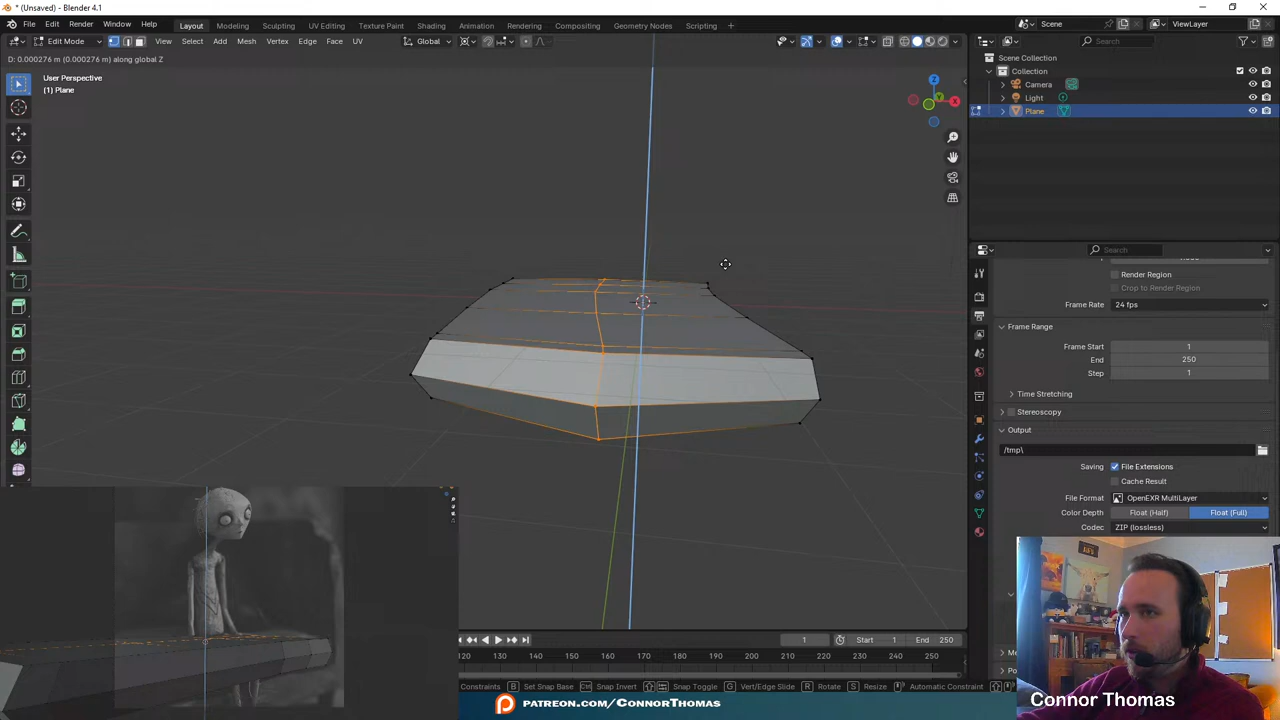 * (Unsaved) - Blender 4.1
File Edit Render Window Help Layout Modeling Sculpting UV Editing Texture Paint Shading Animation Rendering Compositing Geometry Nodes Scripting + Scene ViewLayer
Edit Mode View Select Add Mesh Vertex Edge Face UV Global Search
D: 0.000276 m (0.000276 m) along global Z
User Perspective
(1) Plane
Z
Y
X
Scene Collection
Collection
Camera
Light
Plane
Search
Render Region
Crop to Render Region
Frame Rate 24 fps
Frame Range
Frame Start 1
End 250
Step 1
Time Stretching
Stereoscopy
Output
/tmp\
Saving File Extensions
Cache Result
File Format OpenEXR MultiLayer
Color Depth Float (Half) Float (Full)
Codec ZIP (lossless)
1 Start 1 End 250
120 130 140 150 160 170 180 190 200 210 220 230 240 250
Constraints B Set Snap Base Snap Invert Snap Toggle G Vert/Edge Slide R Rotate S Resize Automatic Constraint
PATREON.COM/CONNORTHOMAS
Connor Thomas